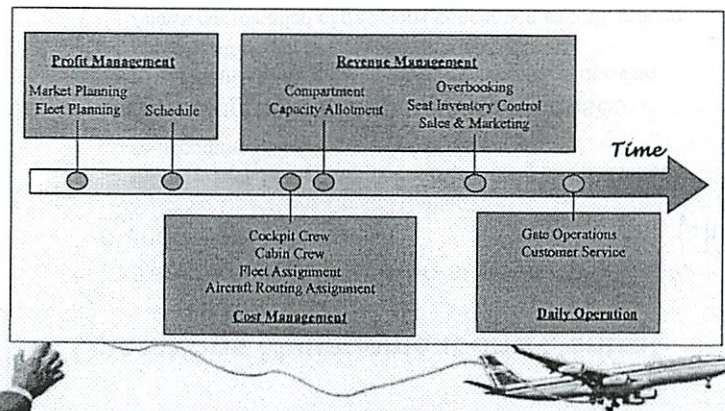 Profit Management
Market Planning
Fleet Planning
Schedule
Revenue Management
Compartment
Capacity Allotment
Overbooking
Seat Inventory Control
Sales & Marketing
Time
Cockpit Crew
Cabin Crew
Fleet Assignment
Aircraft Routing Assignment
Cost Management
Gate Operations
Customer Service
Daily Operation